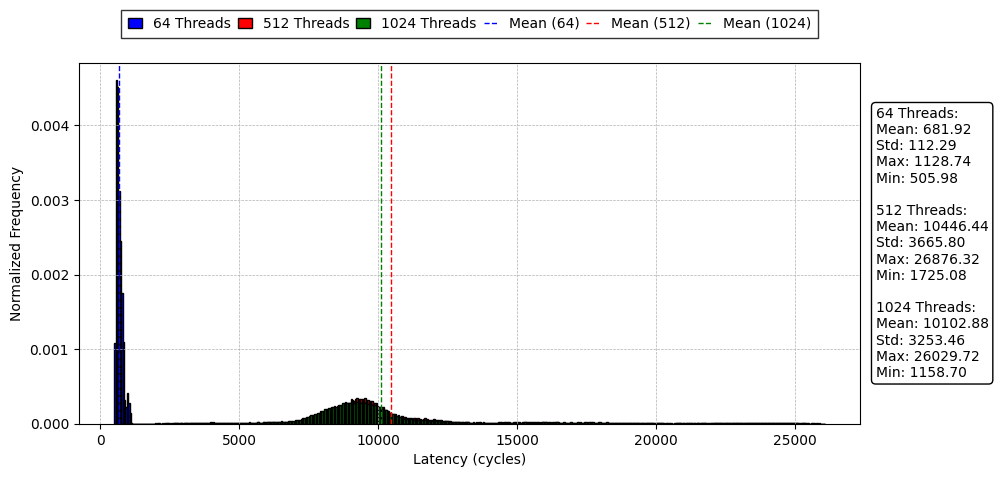 64 Threads 512 Threads 1024 Threads Mean (64) Mean (512) Mean (1024)
0.004
0.003
0.002
0.001
0.000
Normalized Frequency
0 5000 10000 15000 20000 25000
Latency (cycles)
64 Threads:
Mean: 681.92
Std: 112.29
Max: 1128.74
Min: 505.98
512 Threads:
Mean: 10446.44
Std: 3665.80
Max: 26876.32
Min: 1725.08
1024 Threads:
Mean: 10102.88
Std: 3253.46
Max: 26029.72
Min: 1158.70